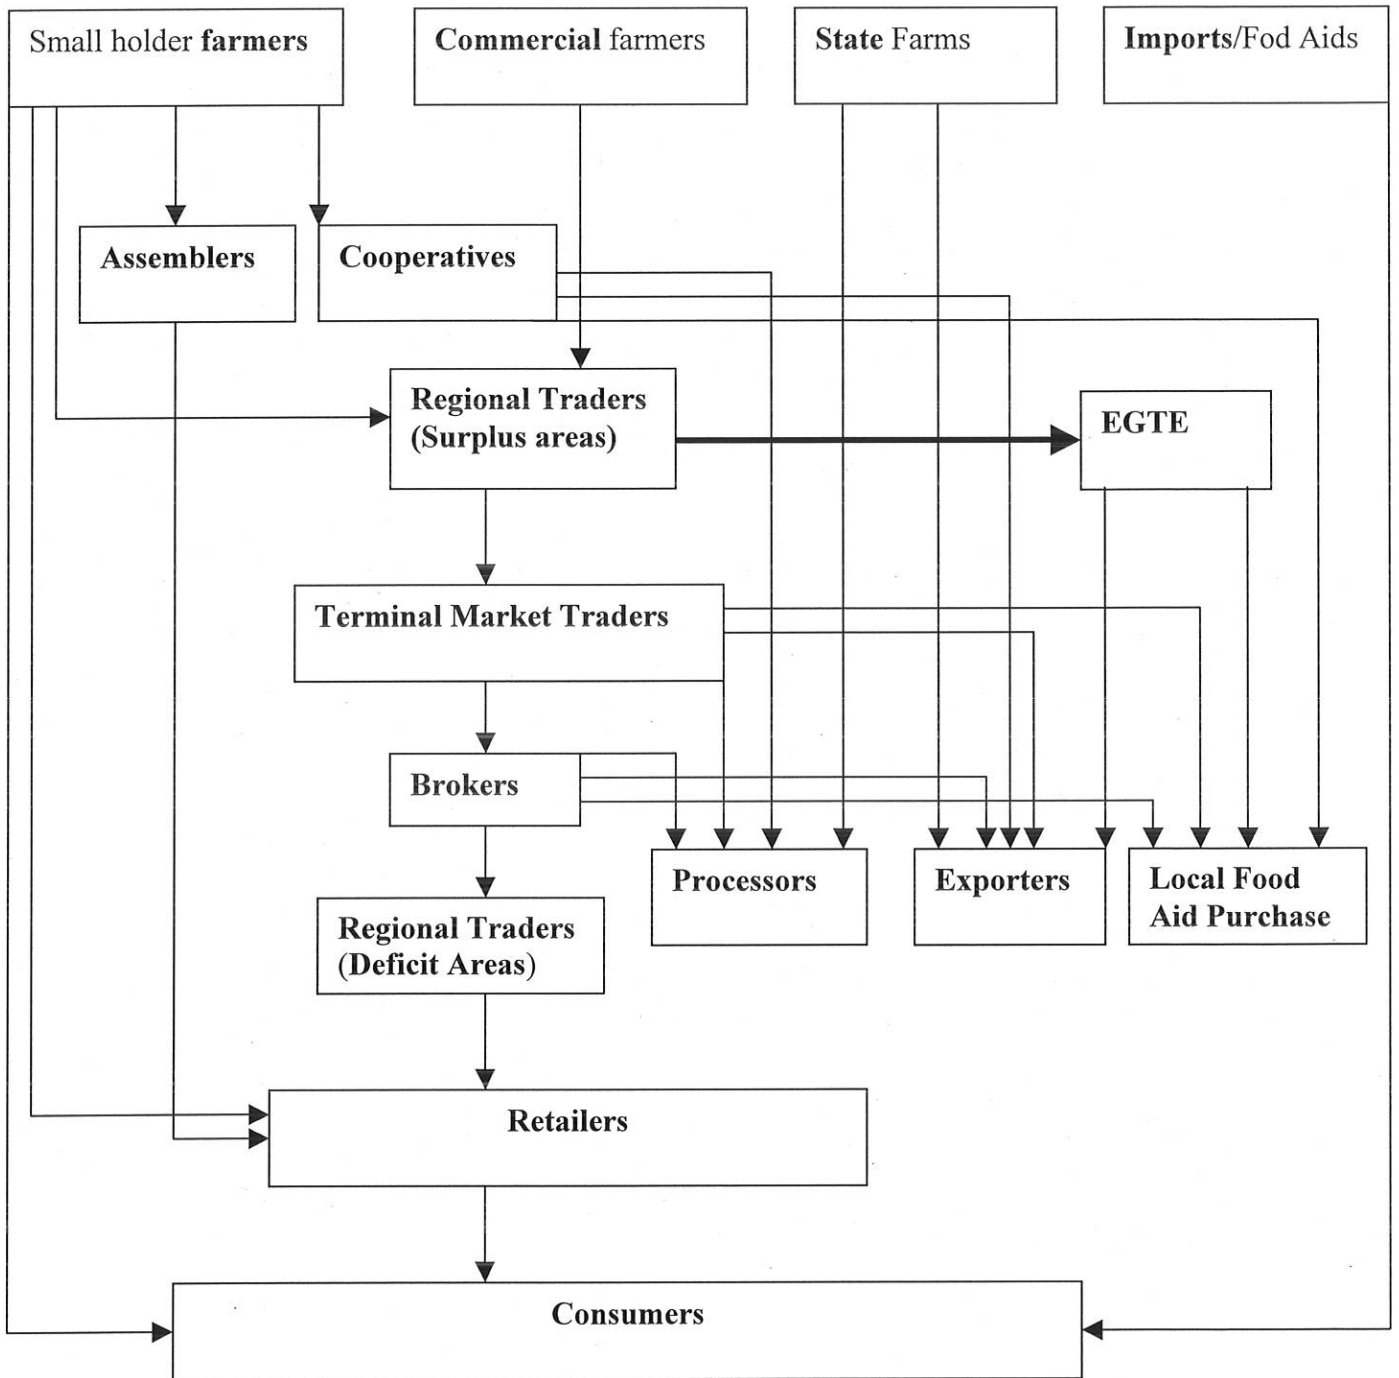 Small holder farmers
Commercial farmers
State Farms
Imports/Fod Aids
Assemblers
Cooperatives
Regional Traders
(Surplus areas)
EGTE
Terminal Market Traders
Brokers
Processors
Exporters
Local Food
Aid Purchase
Regional Traders
(Deficit Areas)
Retailers
Consumers